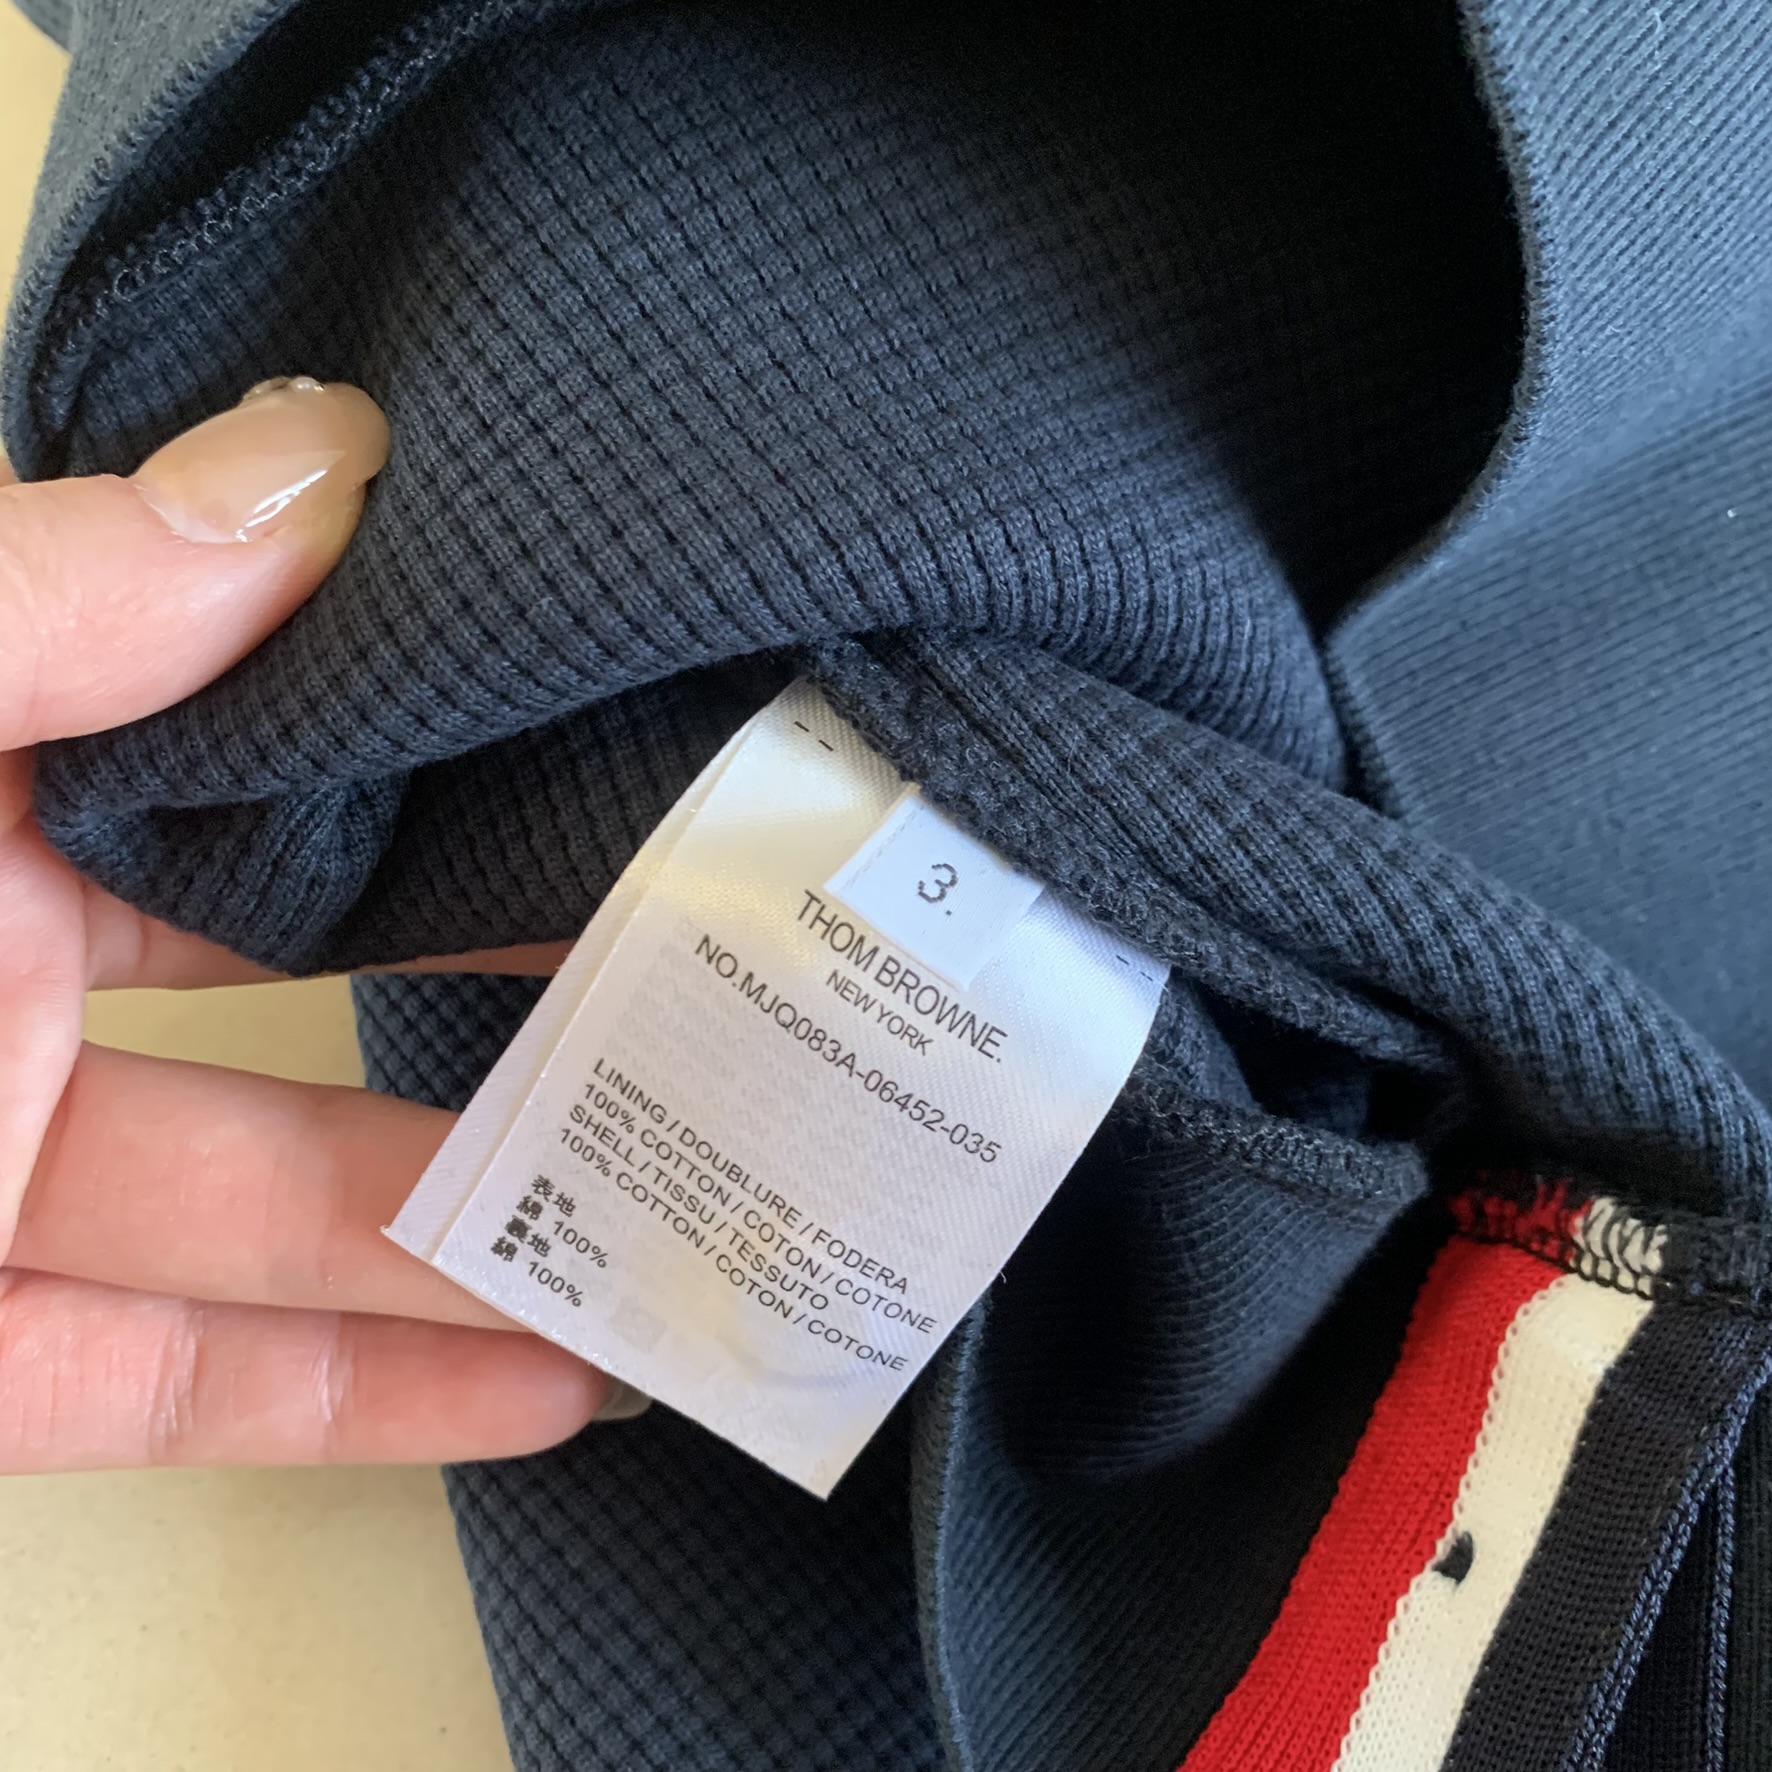 3.
THOM BROWNE.
NEW YORK
NO.MJQ083A-06452-035
LINING / DOUBLURE / FODERA
100% COTTON / COTON / COTONE
SHELL / TISSU / TESSUTO
100% COTTON / COTON / COTONE
表地
綿 100%
裏地
綿 100%